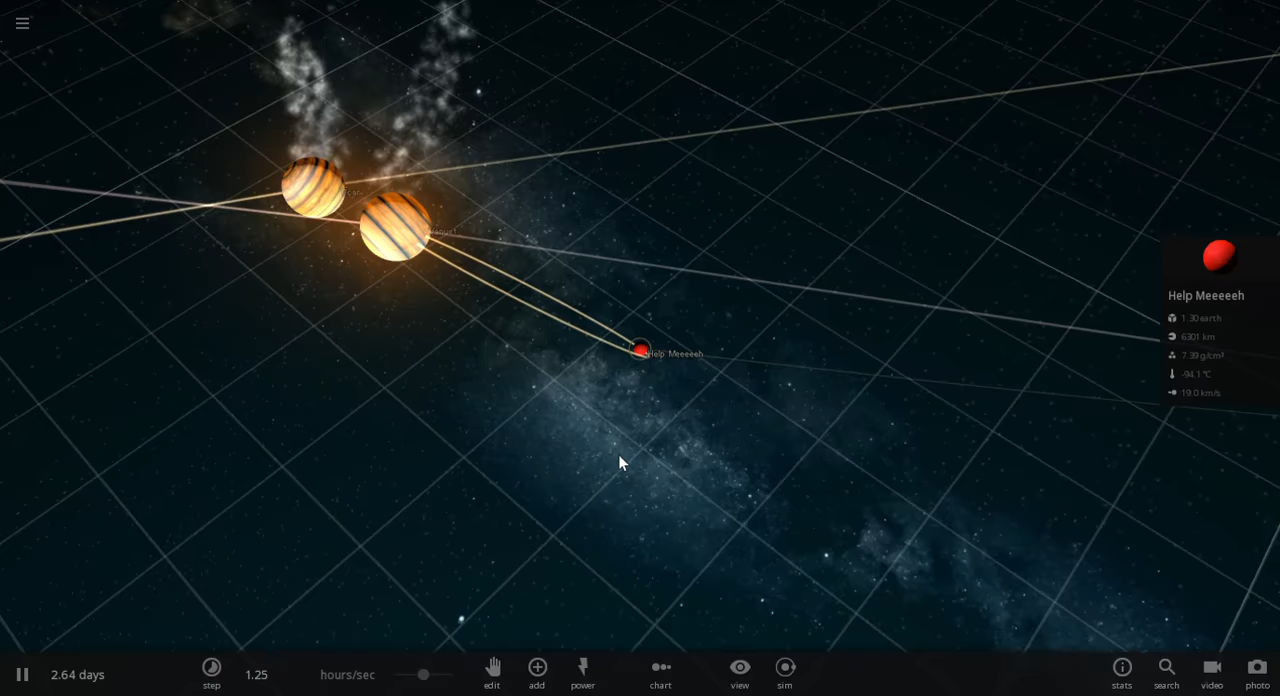 Help Meeeeeh
Help Meeeeeh
1.30 earth
6301 km
7.39 g/cm³
-94.1 °C
19.0 km/s
2.64 days
step
1.25
hours/sec
edit
add
power
chart
view
sim
stats
search
video
photo